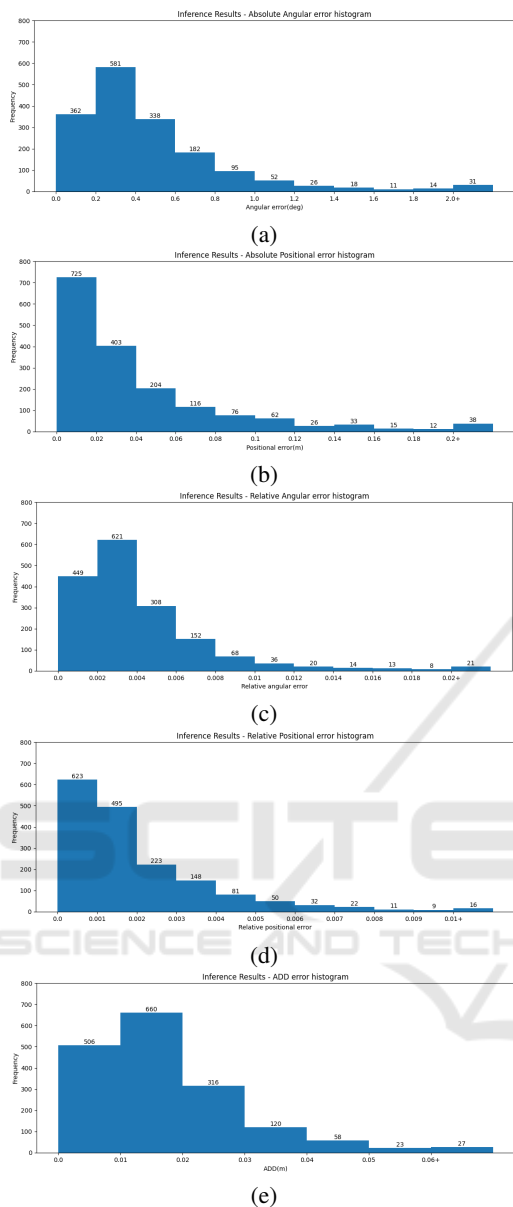 Inference Results - Absolute Angular error histogram
800
700
600
500
400
300
200
100
0
Frequency
362 581 338 182 95 52 26 18 11 14 31
0.0 0.2 0.4 0.6 0.8 1.0 1.2 1.4 1.6 1.8 2.0+
Angular error(deg)
(a)
Inference Results - Absolute Positional error histogram
800
700
600
500
400
300
200
100
0
Frequency
725 403 204 116 76 62 26 33 15 12 38
0.0 0.02 0.04 0.06 0.08 0.1 0.12 0.14 0.16 0.18 0.2+
Positional error(m)
(b)
Inference Results - Relative Angular error histogram
800
700
600
500
400
300
200
100
0
Frequency
449 621 308 152 68 36 20 14 13 8 21
0.0 0.002 0.004 0.006 0.008 0.01 0.012 0.014 0.016 0.018 0.02+
Relative angular error
(c)
Inference Results - Relative Positional error histogram
800
700
600
500
400
300
200
100
0
Frequency
623 495 223 148 81 50 32 22 11 9 16
0.0 0.001 0.002 0.003 0.004 0.005 0.006 0.007 0.008 0.009 0.01+
Relative positional error
SCITE
SCIENCE AND TECH
(d)
Inference Results - ADD error histogram
800
700
600
500
400
300
200
100
0
Frequency
506 660 316 120 58 23 27
0.0 0.01 0.02 0.03 0.04 0.05 0.06+
ADD(m)
(e)